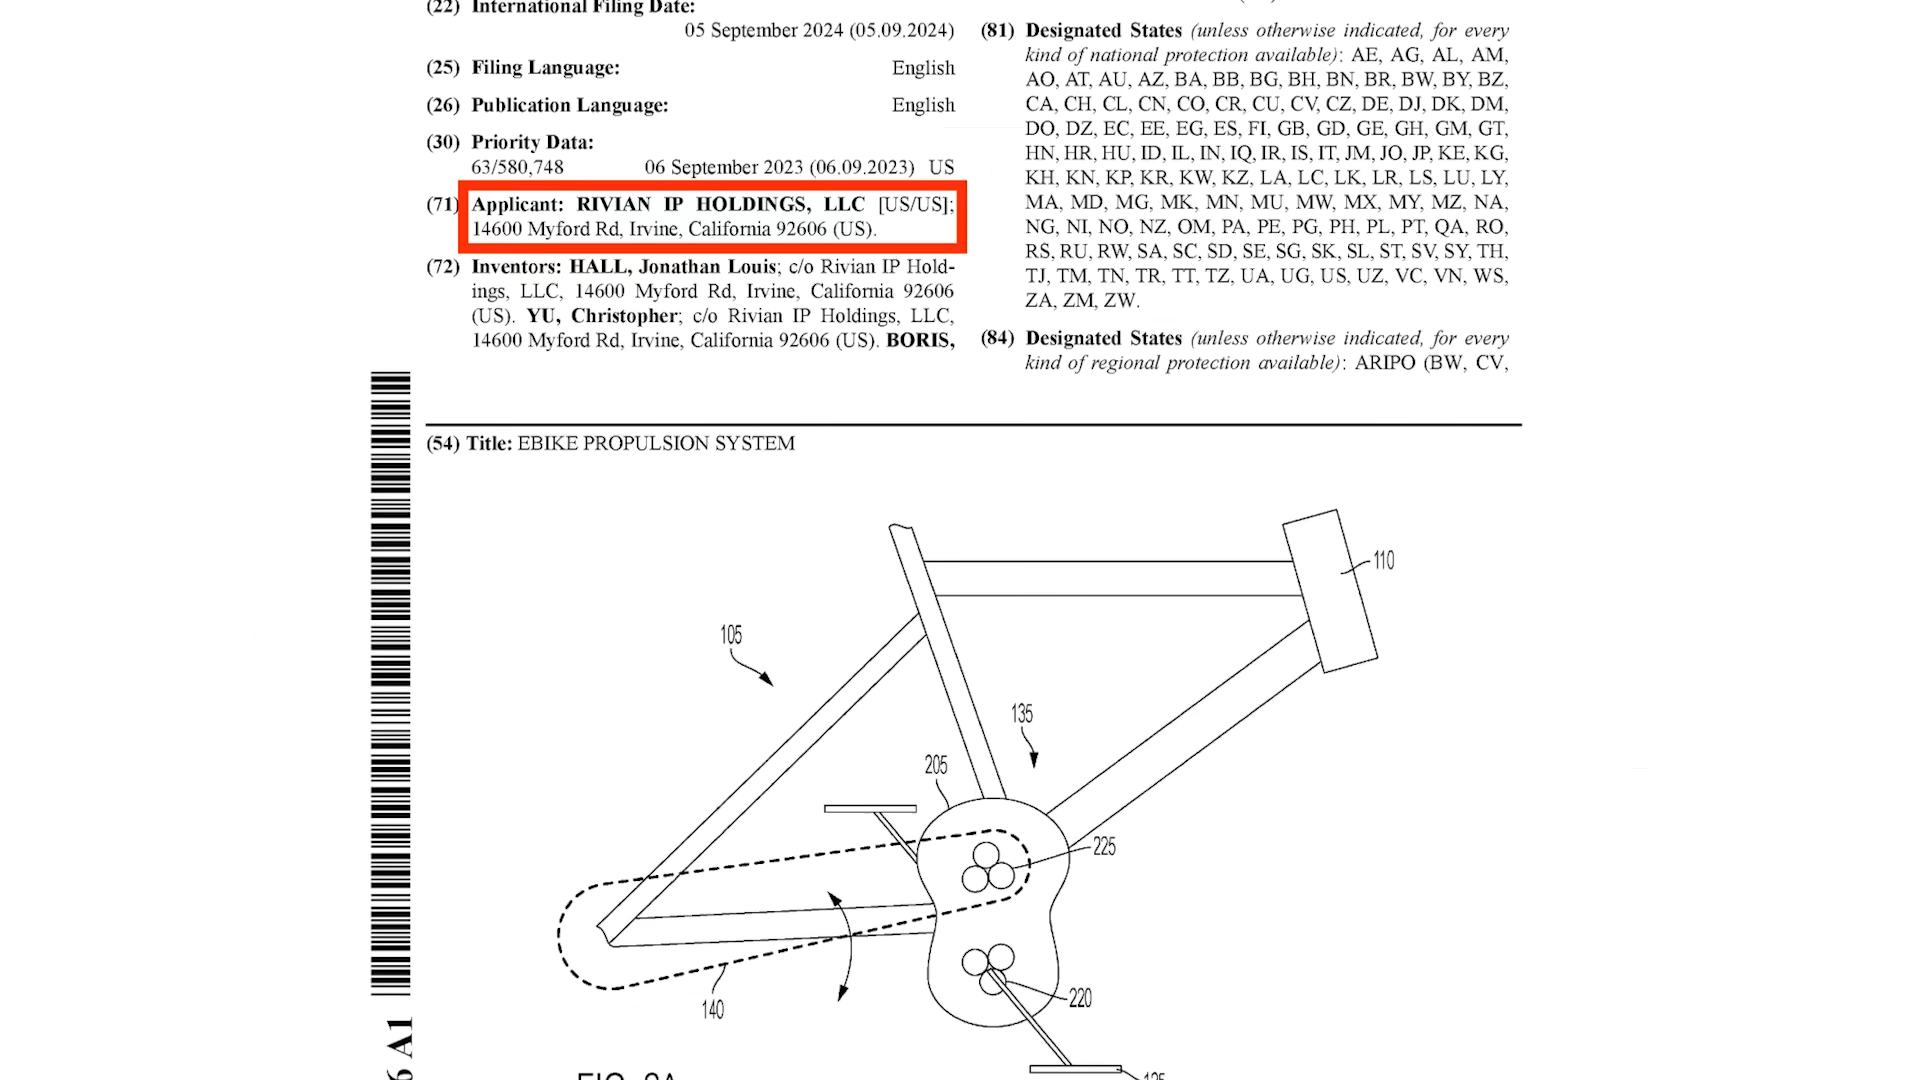 (22) International Filing Date:
05 September 2024 (05.09.2024)
(25) Filing Language: English
(26) Publication Language: English
(30) Priority Data:
63/580,748 06 September 2023 (06.09.2023) US
(71) Applicant: RIVIAN IP HOLDINGS, LLC [US/US];
14600 Myford Rd, Irvine, California 92606 (US).
(72) Inventors: HALL, Jonathan Louis; c/o Rivian IP Hold-
ings, LLC, 14600 Myford Rd, Irvine, California 92606
(US). YU, Christopher; c/o Rivian IP Holdings, LLC,
14600 Myford Rd, Irvine, California 92606 (US). BORIS,
(81) Designated States (unless otherwise indicated, for every
kind of national protection available): AE, AG, AL, AM,
AO, AT, AU, AZ, BA, BB, BG, BH, BN, BR, BW, BY, BZ,
CA, CH, CL, CN, CO, CR, CU, CV, CZ, DE, DJ, DK, DM,
DO, DZ, EC, EE, EG, ES, FI, GB, GD, GE, GH, GM, GT,
HN, HR, HU, ID, IL, IN, IQ, IR, IS, IT, JM, JO, JP, KE, KG,
KH, KN, KP, KR, KW, KZ, LA, LC, LK, LR, LS, LU, LY,
MA, MD, MG, MK, MN, MU, MW, MX, MY, MZ, NA,
NG, NI, NO, NZ, OM, PA, PE, PG, PH, PL, PT, QA, RO,
RS, RU, RW, SA, SC, SD, SE, SG, SK, SL, ST, SV, SY, TH,
TJ, TM, TN, TR, TT, TZ, UA, UG, US, UZ, VC, VN, WS,
ZA, ZM, ZW.
(84) Designated States (unless otherwise indicated, for every
kind of regional protection available): ARIPO (BW, CV,
(54) Title: EBIKE PROPULSION SYSTEM
110
105
135
205
225
140
220
125
6 A1
FIG. 2A